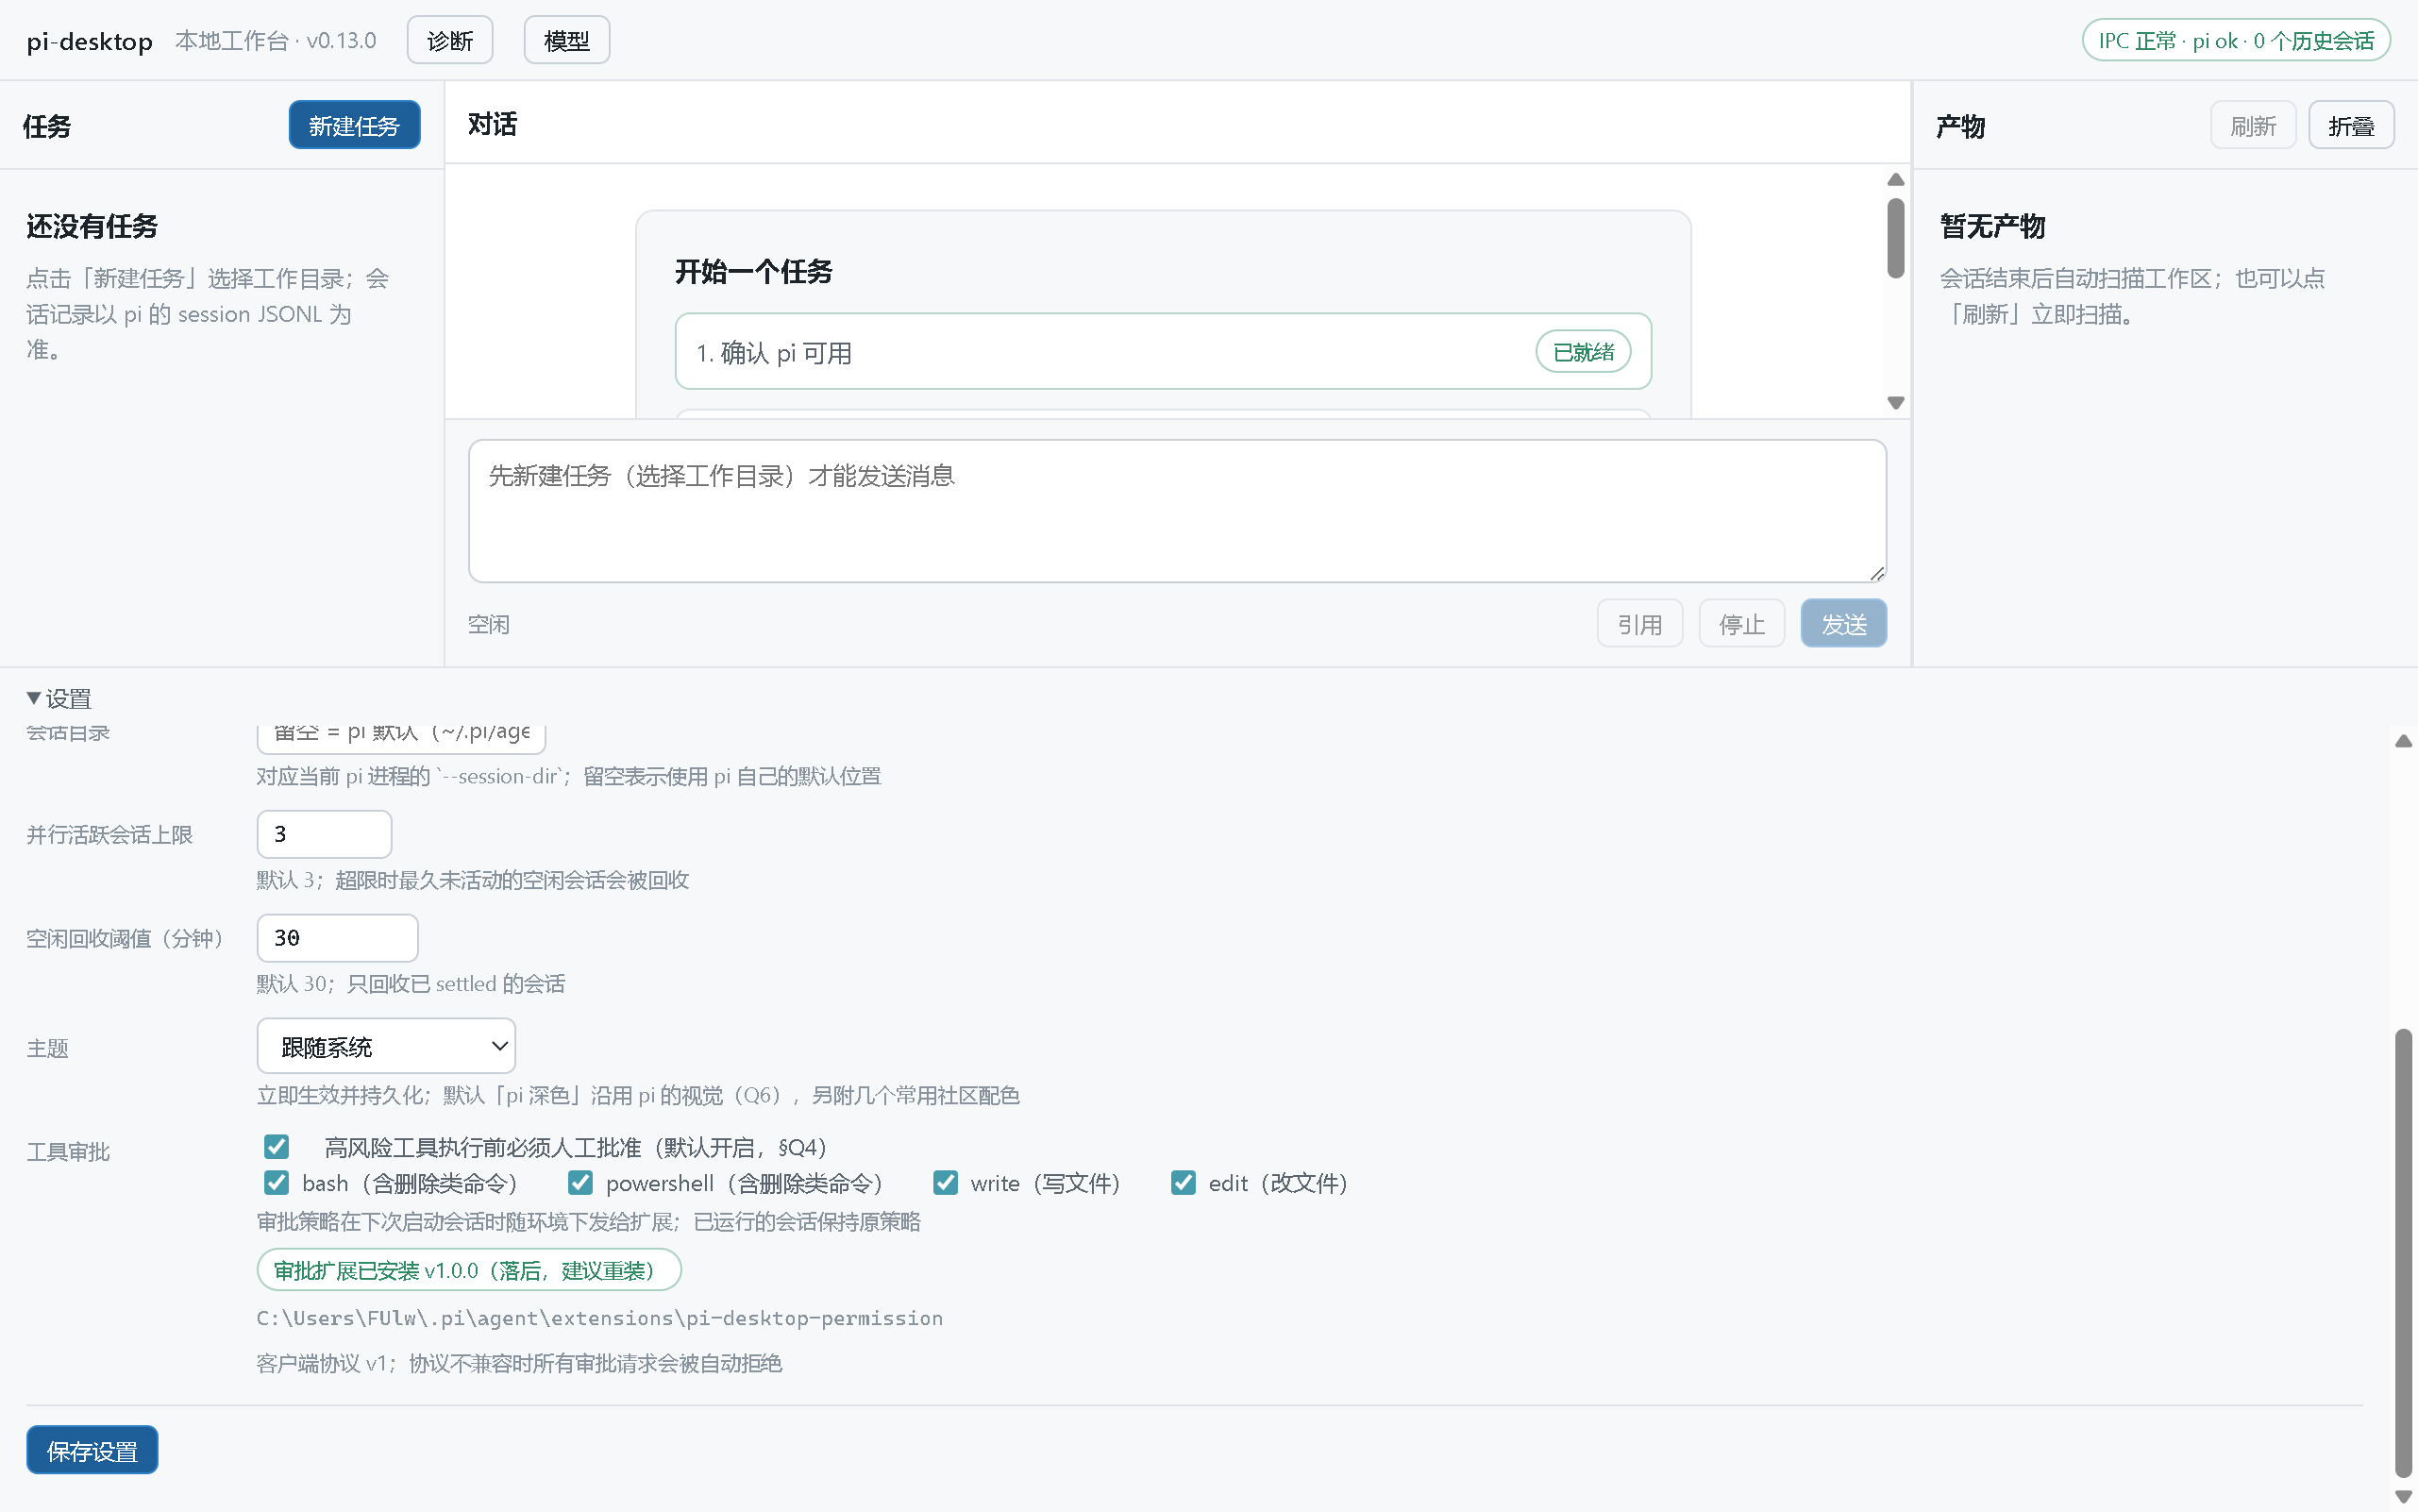 pi-desktop 本地工作台 · v0.13.0 诊断 模型
IPC 正常 · pi ok · 0 个历史会话
任务 新建任务
还没有任务
点击「新建任务」选择工作目录；会
话记录以 pi 的 session JSONL 为
准。
对话
开始一个任务
1. 确认 pi 可用 已就绪
先新建任务（选择工作目录）才能发送消息
空闲 引用 停止 发送
产物 刷新 折叠
暂无产物
会话结束后自动扫描工作区；也可以点
「刷新」立即扫描。
▼设置
会话目录 留空 = pi 默认（~/.pi/age
对应当前 pi 进程的 `--session-dir`；留空表示使用 pi 自己的默认位置
并行活跃会话上限 3
默认 3；超限时最久未活动的空闲会话会被回收
空闲回收阈值（分钟） 30
默认 30；只回收已 settled 的会话
主题 跟随系统
立即生效并持久化；默认「pi 深色」沿用 pi 的视觉（Q6），另附几个常用社区配色
工具审批 高风险工具执行前必须人工批准（默认开启，§Q4）
bash（含删除类命令） powershell（含删除类命令） write（写文件） edit（改文件）
审批策略在下次启动会话时随环境下发给扩展；已运行的会话保持原策略
审批扩展已安装 v1.0.0（落后，建议重装）
C:\Users\FUlw\.pi\agent\extensions\pi-desktop-permission
客户端协议 v1；协议不兼容时所有审批请求会被自动拒绝
保存设置